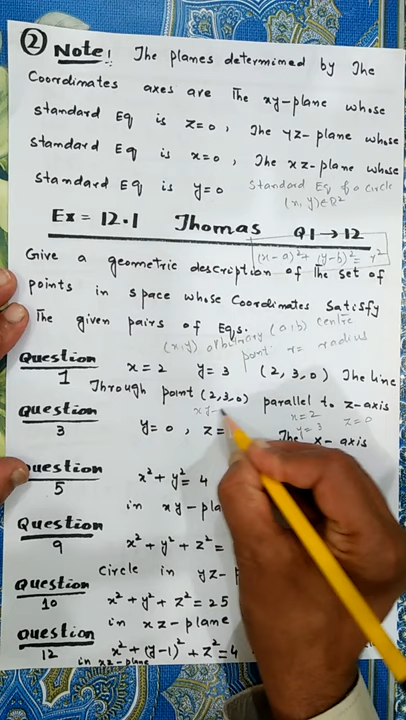 ② Note! The planes determined by The
Coordinates axes are The xy-plane whose
standard Eq is z=0, The yz-plane whose
standard Eq is x=0, The xz-plane whose
standard Eq is y=0 Standard Eq of a circle
(x,y)∈R²
Ex = 12.1 Thomas Q1→12
(x-a)²+(y-b)²=r²
Give a geometric description of The set of
points in space whose Coordinates Satisfy
The given pairs of Eqs. (a,b) centre
(x,y) arbitrary point r= radius
Question 1 x=2 y=3 (2,3,0) The line
Through point (2,3,0) parallel to z-axis
xy- x=2
y=3 z=0
Question 3 y=0, z= The x-axis
uestion 5 x²+y²=4
in xy-pla
Question 9 x²+y²+z²=
Circle in yz-p
Question 10 x²+y²+z²=25
in xz-plane
Question 12 x²+(y-1)²+z²=4
in xz-plane